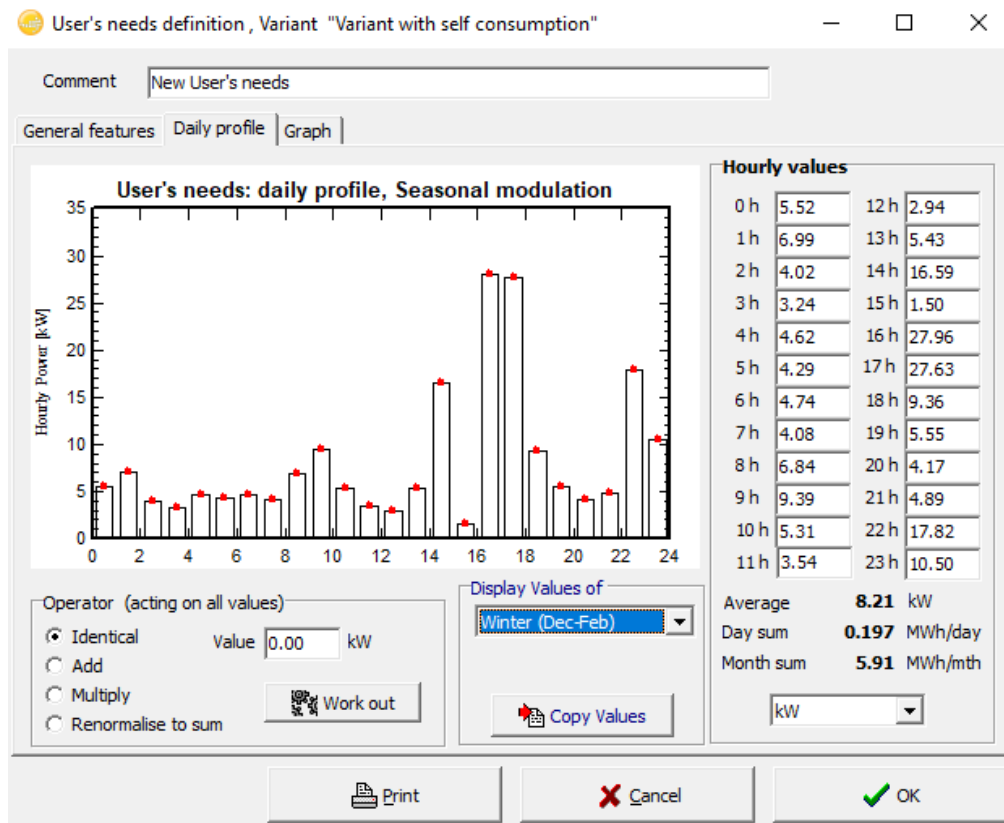 User's needs definition , Variant "Variant with self consumption"
Comment New User's needs
General features Daily profile Graph
User's needs: daily profile, Seasonal modulation
Hourly Power [kW]
35
30
25
20
15
10
5
0
0 2 4 6 8 10 12 14 16 18 20 22 24
Hourly values
0 h 5.52 12 h 2.94
1 h 6.99 13 h 5.43
2 h 4.02 14 h 16.59
3 h 3.24 15 h 1.50
4 h 4.62 16 h 27.96
5 h 4.29 17 h 27.63
6 h 4.74 18 h 9.36
7 h 4.08 19 h 5.55
8 h 6.84 20 h 4.17
9 h 9.39 21 h 4.89
10 h 5.31 22 h 17.82
11 h 3.54 23 h 10.50
Average 8.21 kW
Day sum 0.197 MWh/day
Month sum 5.91 MWh/mth
kW
Operator (acting on all values)
Identical Value 0.00 kW
Add
Multiply
Renormalise to sum
Work out
Display Values of
Winter (Dec-Feb)
Copy Values
Print Cancel OK